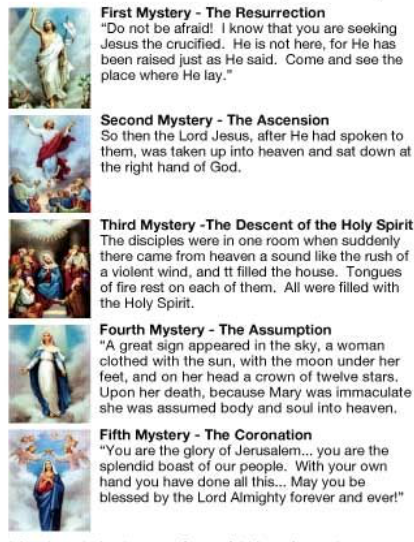 First Mystery - The Resurrection
“Do not be afraid!  I know that you are seeking
Jesus the crucified.  He is not here, for He has
been raised just as He said.  Come and see the
place where He lay.”
Second Mystery - The Ascension
So then the Lord Jesus, after He had spoken to
them, was taken up into heaven and sat down at
the right hand of God.
Third Mystery -The Descent of the Holy Spirit
The disciples were in one room when suddenly
there came from heaven a sound like the rush of
a violent wind, and tt filled the house.  Tongues
of fire rest on each of them.  All were filled with
the Holy Spirit.
Fourth Mystery - The Assumption
“A great sign appeared in the sky, a woman
clothed with the sun, with the moon under her
feet, and on her head a crown of twelve stars.
Upon her death, because Mary was immaculate
she was assumed body and soul into heaven.
Fifth Mystery - The Coronation
“You are the glory of Jerusalem... you are the
splendid boast of our people.  With your own
hand you have done all this... May you be
blessed by the Lord Almighty forever and ever!”